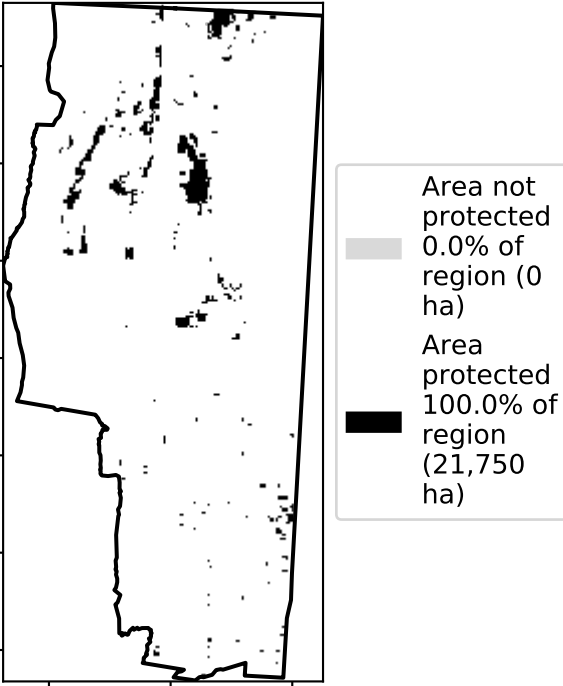 Area not
protected
0.0% of
region (0
ha)
Area
protected
100.0% of
region
(21,750
ha)